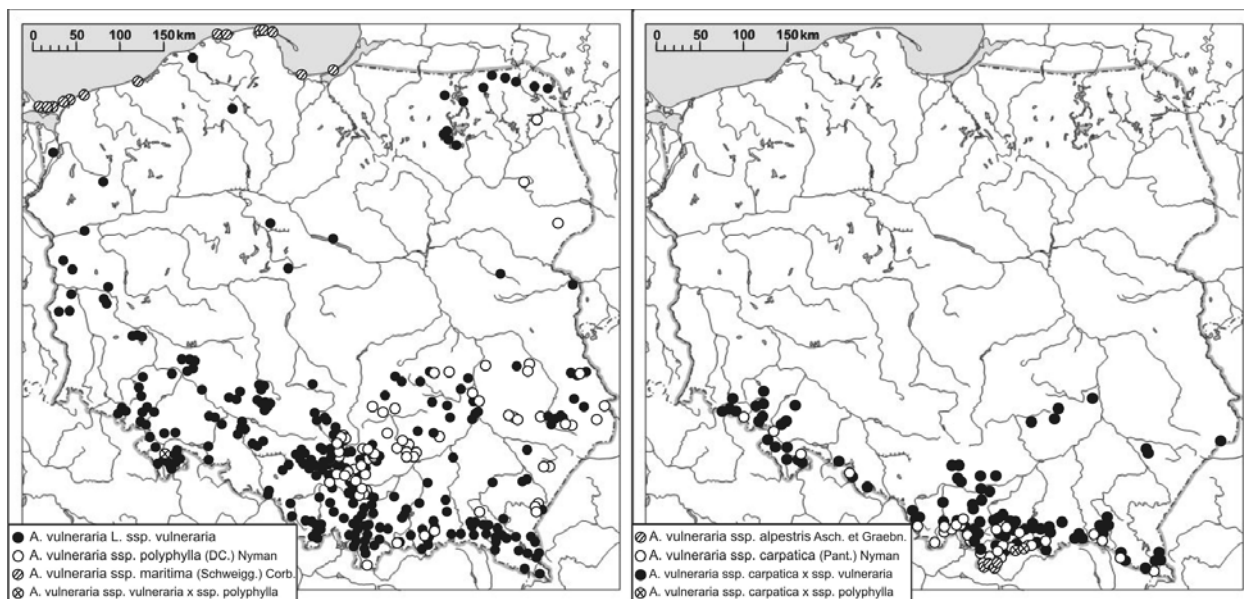 0 50 100 150 km
A. vulneraria L. ssp. vulneraria
A. vulneraria ssp. polyphylla (DC.) Nyman
A. vulneraria ssp. maritima (Schweigg.) Corb.
A. vulneraria ssp. vulneraria x ssp. polyphylla
0 50 100 150 km
A. vulneraria ssp. alpestris Asch. et Graebn.
A. vulneraria ssp. carpatica (Pant.) Nyman
A. vulneraria ssp. carpatica x ssp. vulneraria
A. vulneraria ssp. carpatica x ssp. polyphylla